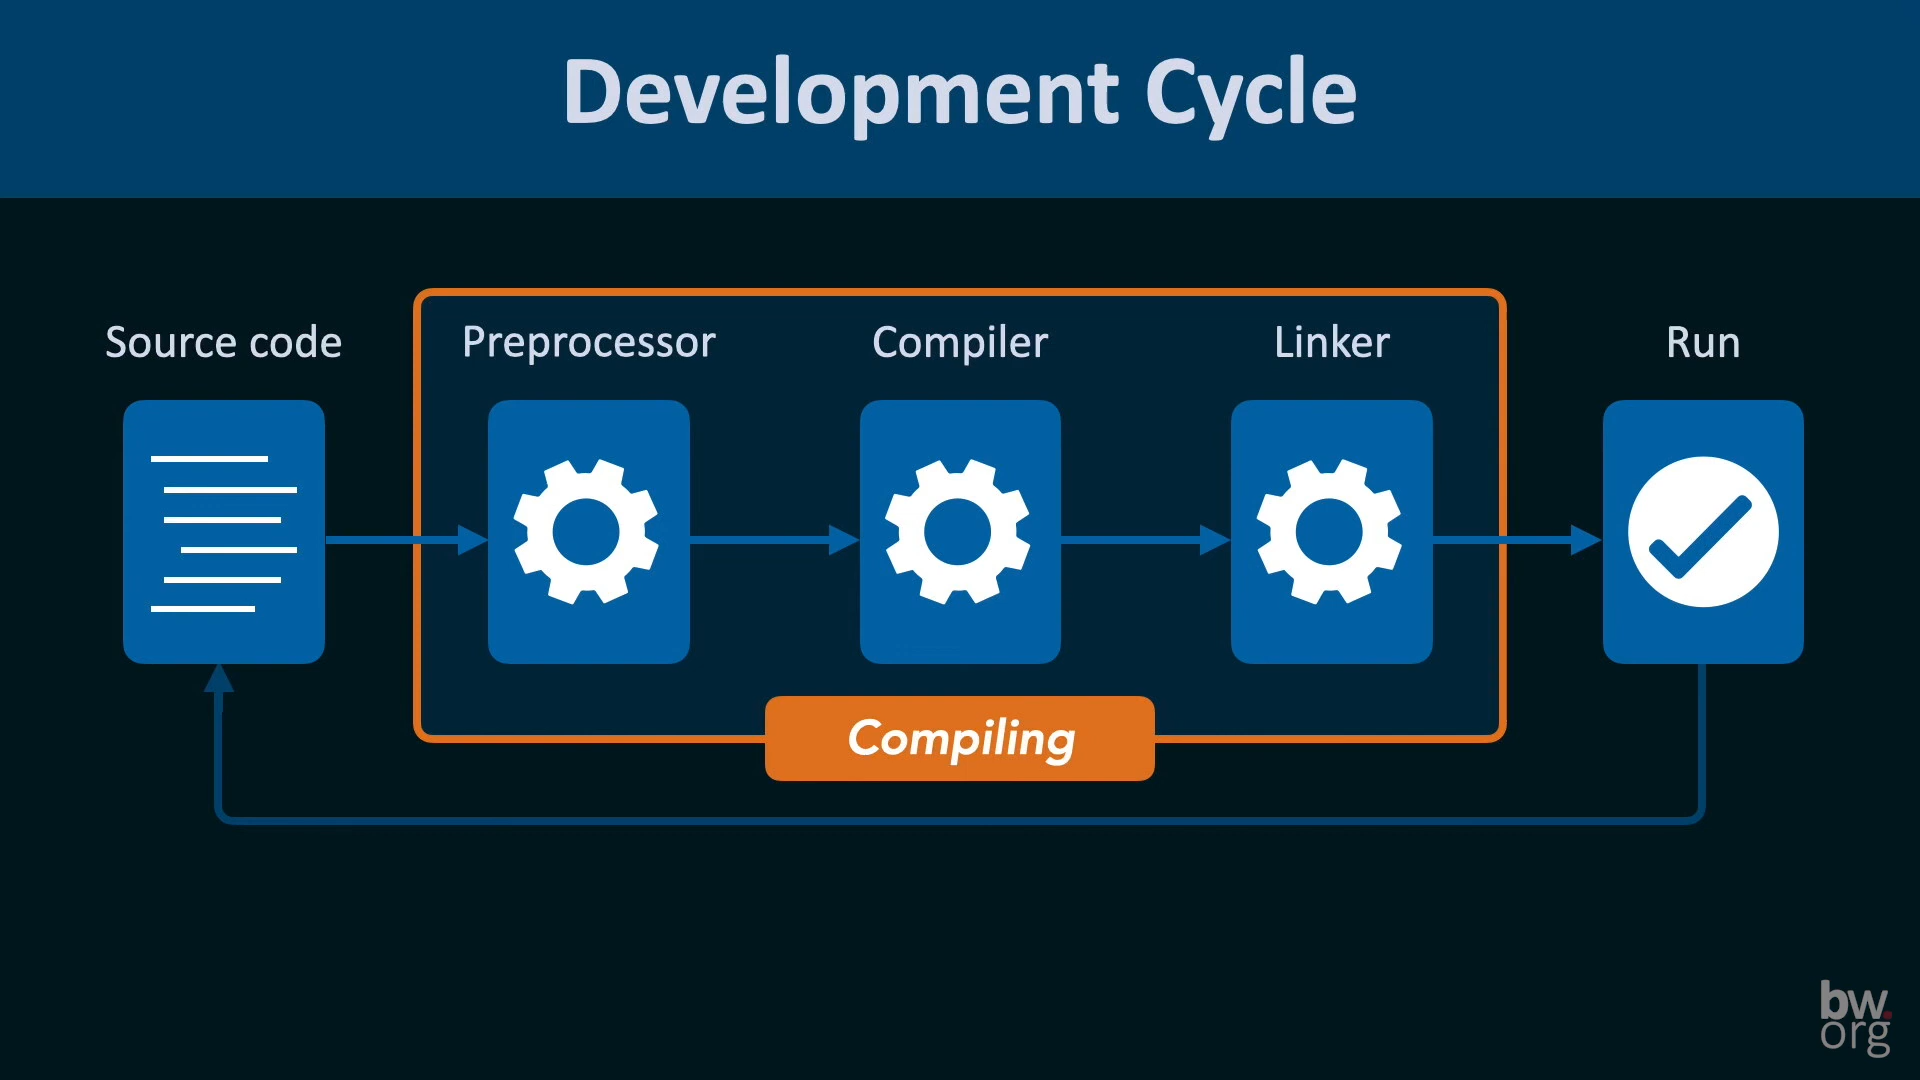 Development Cycle
Source code
Preprocessor
Compiler
Linker
Run
Compiling
bw.
org